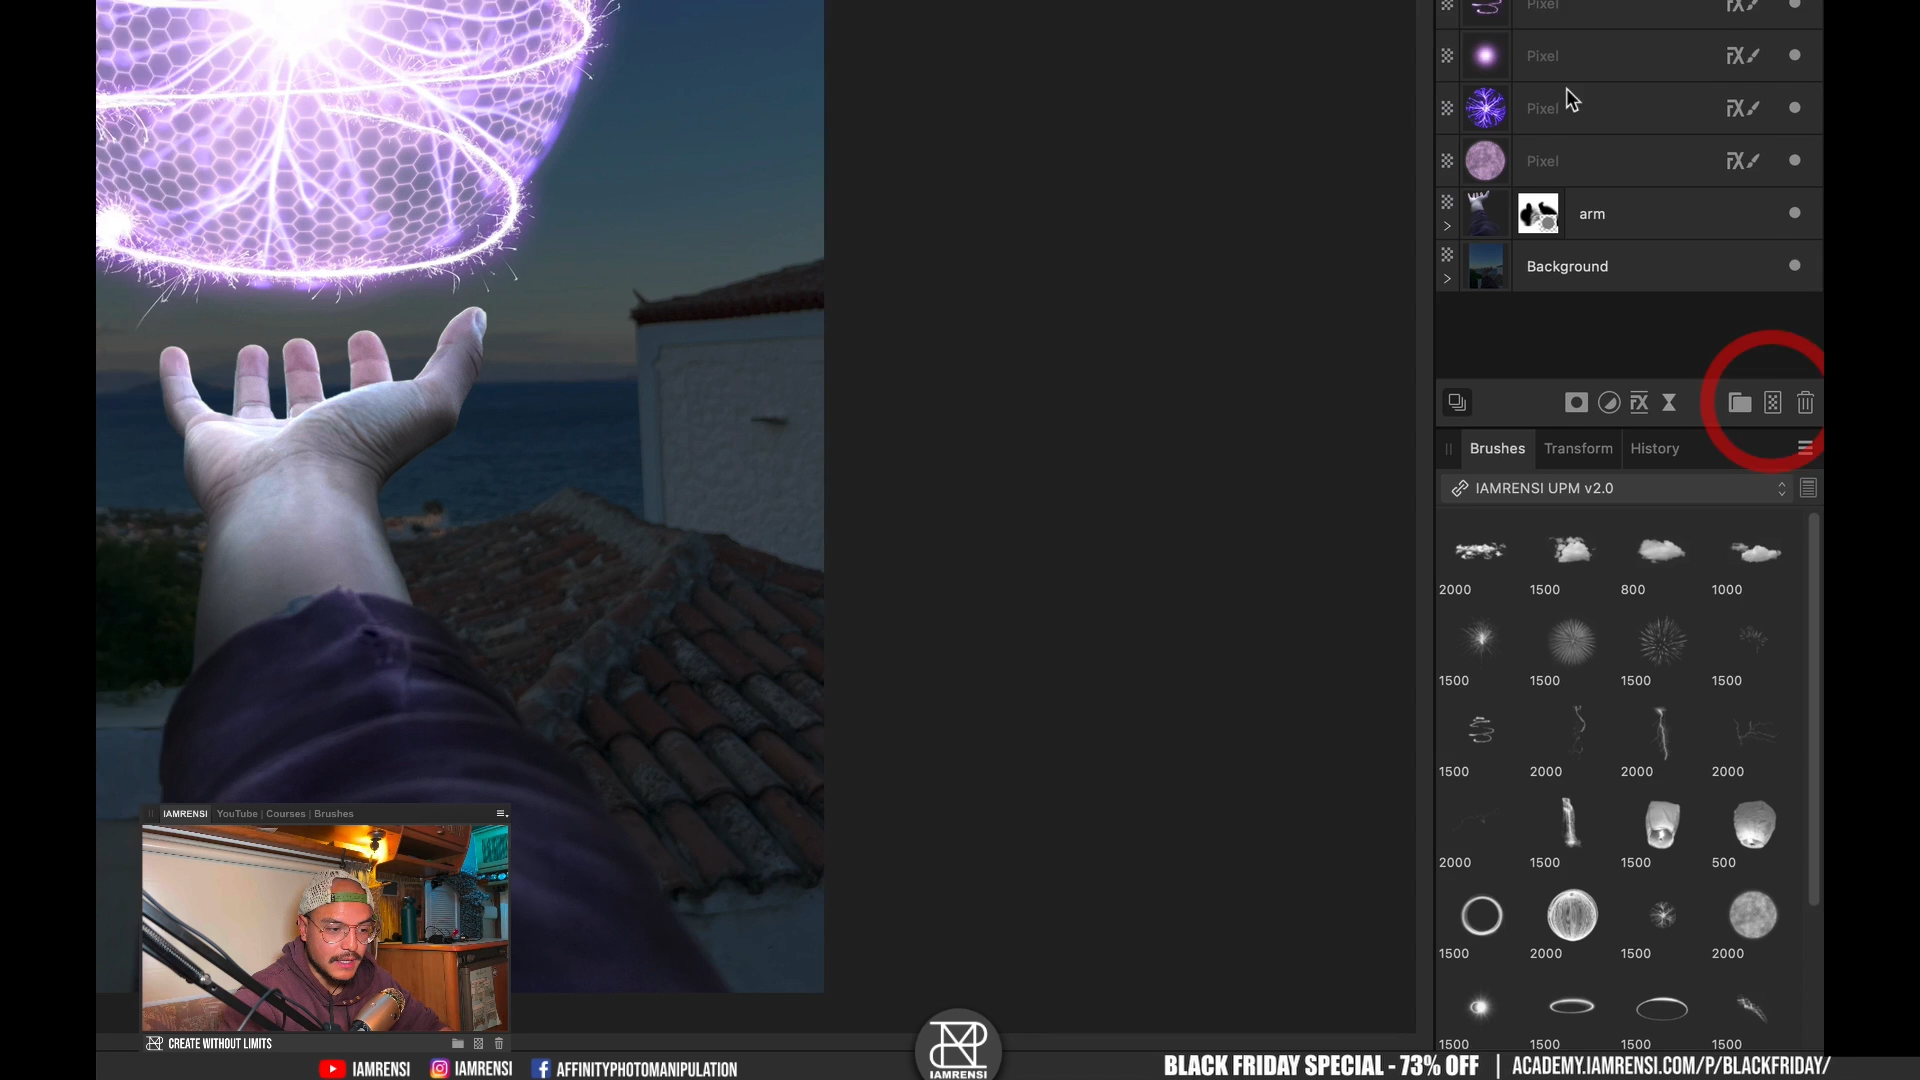 Pixel
Pixel
Pixel
Pixel
arm
Background
Brushes Transform History
IAMRENSI UPM v2.0
2000 1500 800 1000
1500 1500 1500 1500
1500 2000 2000 2000
2000 1500 1500 500
1500 2000 1500 2000
1500 1500 1500 1500
IAMRENSI YouTube | Courses | Brushes
CREATE WITHOUT LIMITS
IAMRENSI IAMRENSI AFFINITYPHOTOMANIPULATION
IAMRENSI
BLACK FRIDAY SPECIAL - 73% OFF | ACADEMY.IAMRENSI.COM/P/BLACKFRIDAY/